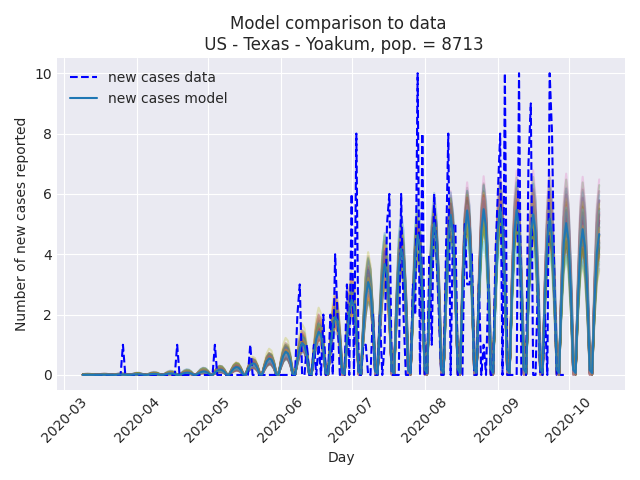 Model comparison to data
US - Texas - Yoakum, pop. = 8713
new cases data
new cases model
Number of new cases reported
10
8
6
4
2
0
2020-03
2020-04
2020-05
2020-06
2020-07
2020-08
2020-09
2020-10
Day